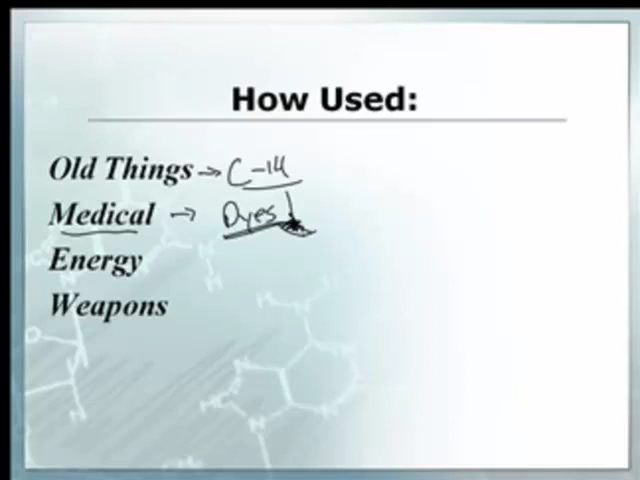 How Used:
Old Things → C-14
Medical → Dyes
Energy
Weapons